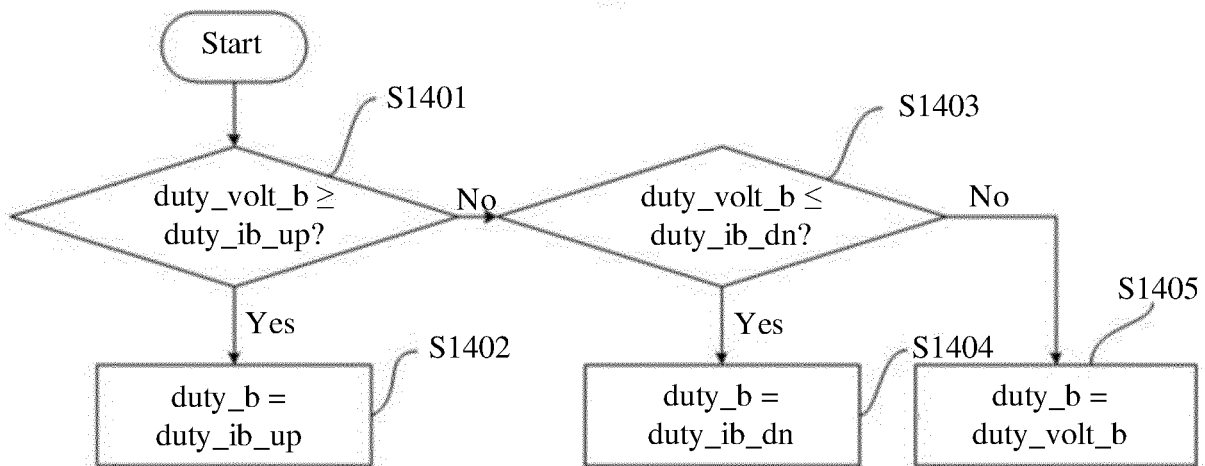 Start
S1401
S1403
duty_volt_b ≥
duty_ib_up?
No
duty_volt_b ≤
duty_ib_dn?
No
Yes
S1402
Yes
S1404
S1405
duty_b =
duty_ib_up
duty_b =
duty_ib_dn
duty_b =
duty_volt_b